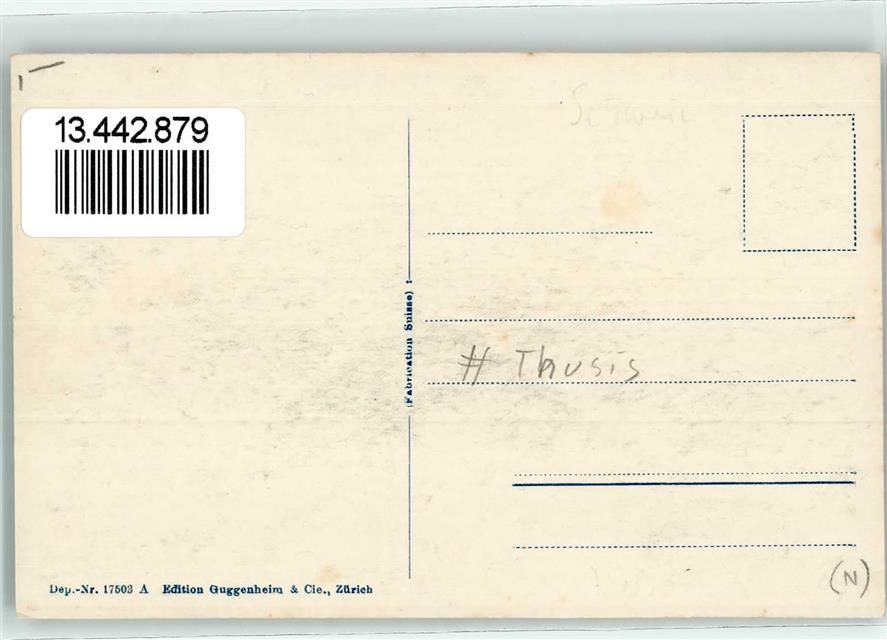 13.442.879
(Fabrication Suisse)
# Thusis
Dep.-Nr. 17503 A Edition Guggenheim & Cie., Zürich
(N)